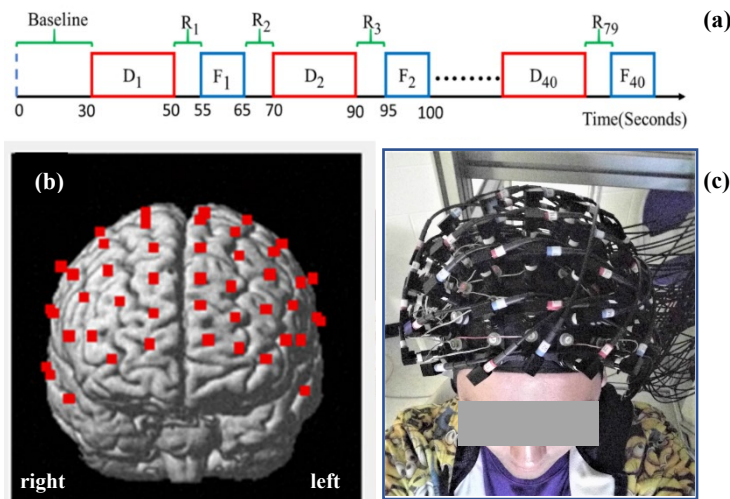 Baseline R1 R2 R3 R79 (a)
D1 F1 D2 F2 D40 F40
0 30 50 55 65 70 90 95 100 Time(Seconds)
(b) (c)
right left